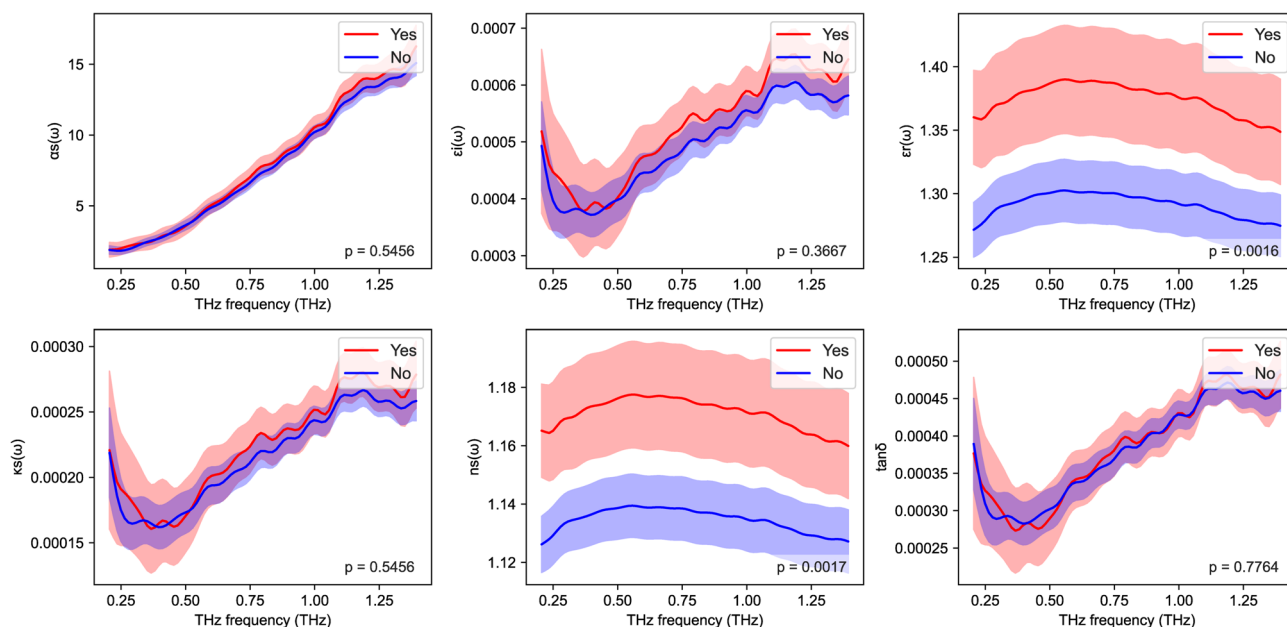 αs(ω)
15
10
5
Yes
No
p = 0.5456
0.25 0.50 0.75 1.00 1.25
THz frequency (THz)
εi(ω)
0.0007
0.0006
0.0005
0.0004
0.0003
Yes
No
p = 0.3667
0.25 0.50 0.75 1.00 1.25
THz frequency (THz)
εr(ω)
1.40
1.35
1.30
1.25
Yes
No
p = 0.0016
0.25 0.50 0.75 1.00 1.25
THz frequency (THz)
κs(ω)
0.00030
0.00025
0.00020
0.00015
Yes
No
p = 0.5456
0.25 0.50 0.75 1.00 1.25
THz frequency (THz)
ns(ω)
1.18
1.16
1.14
1.12
Yes
No
p = 0.0017
0.25 0.50 0.75 1.00 1.25
THz frequency (THz)
tanδ
0.00050
0.00045
0.00040
0.00035
0.00030
0.00025
Yes
No
p = 0.7764
0.25 0.50 0.75 1.00 1.25
THz frequency (THz)